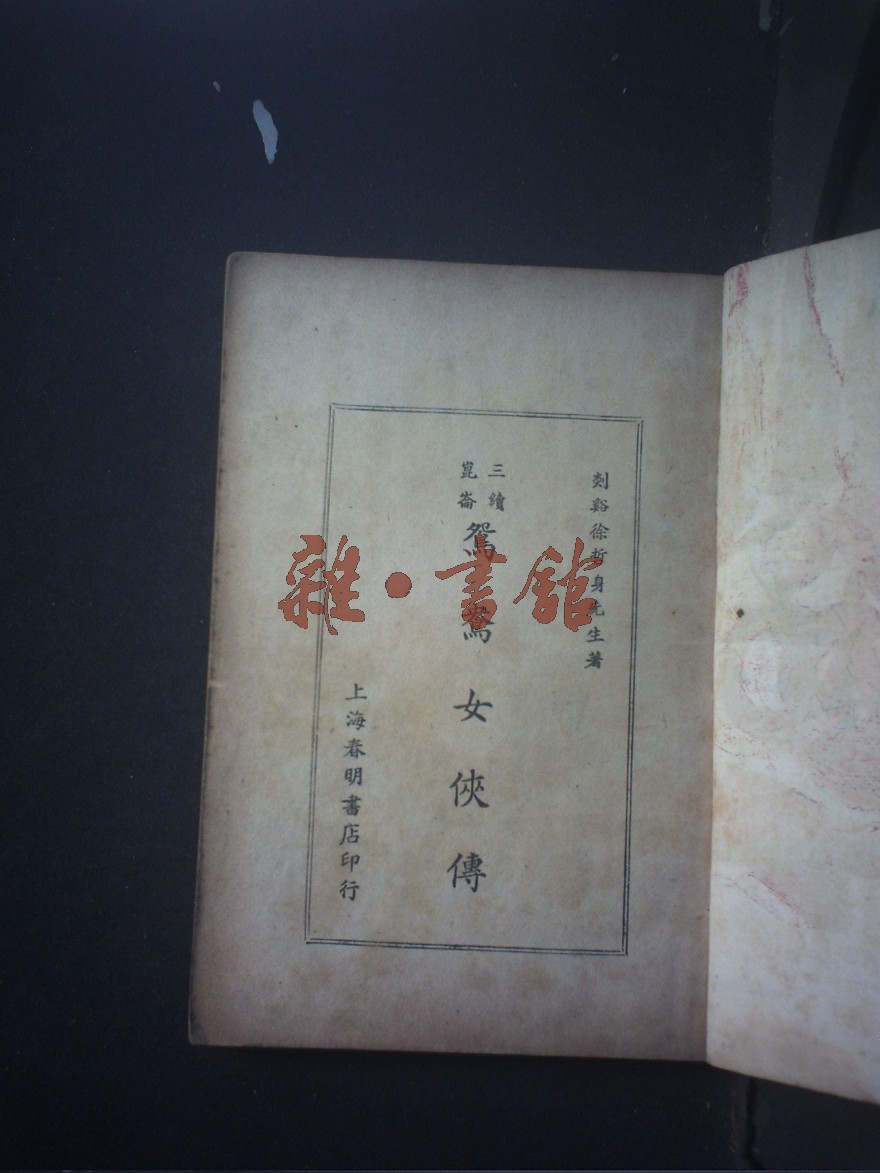 剡谿徐哲身先生著
三續
崑崙
鴛鴦女俠傳
上海春明書店印行
雜·書館